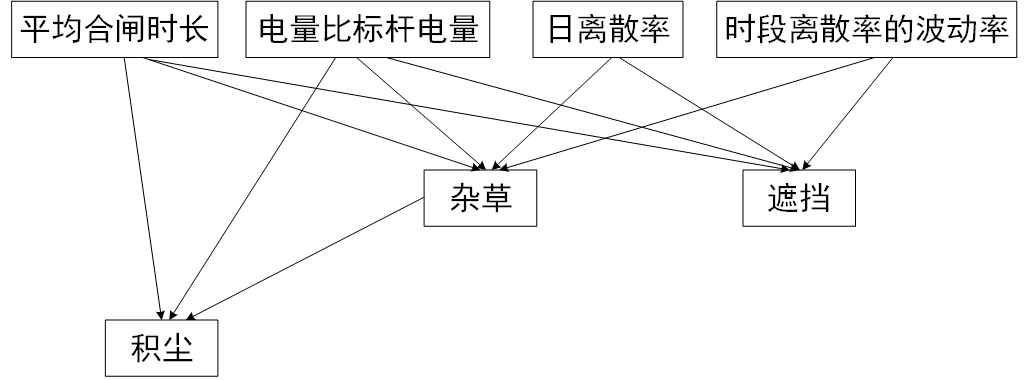 平均合闸时长
电量比标杆电量
日离散率
时段离散率的波动率
杂草
遮挡
积尘